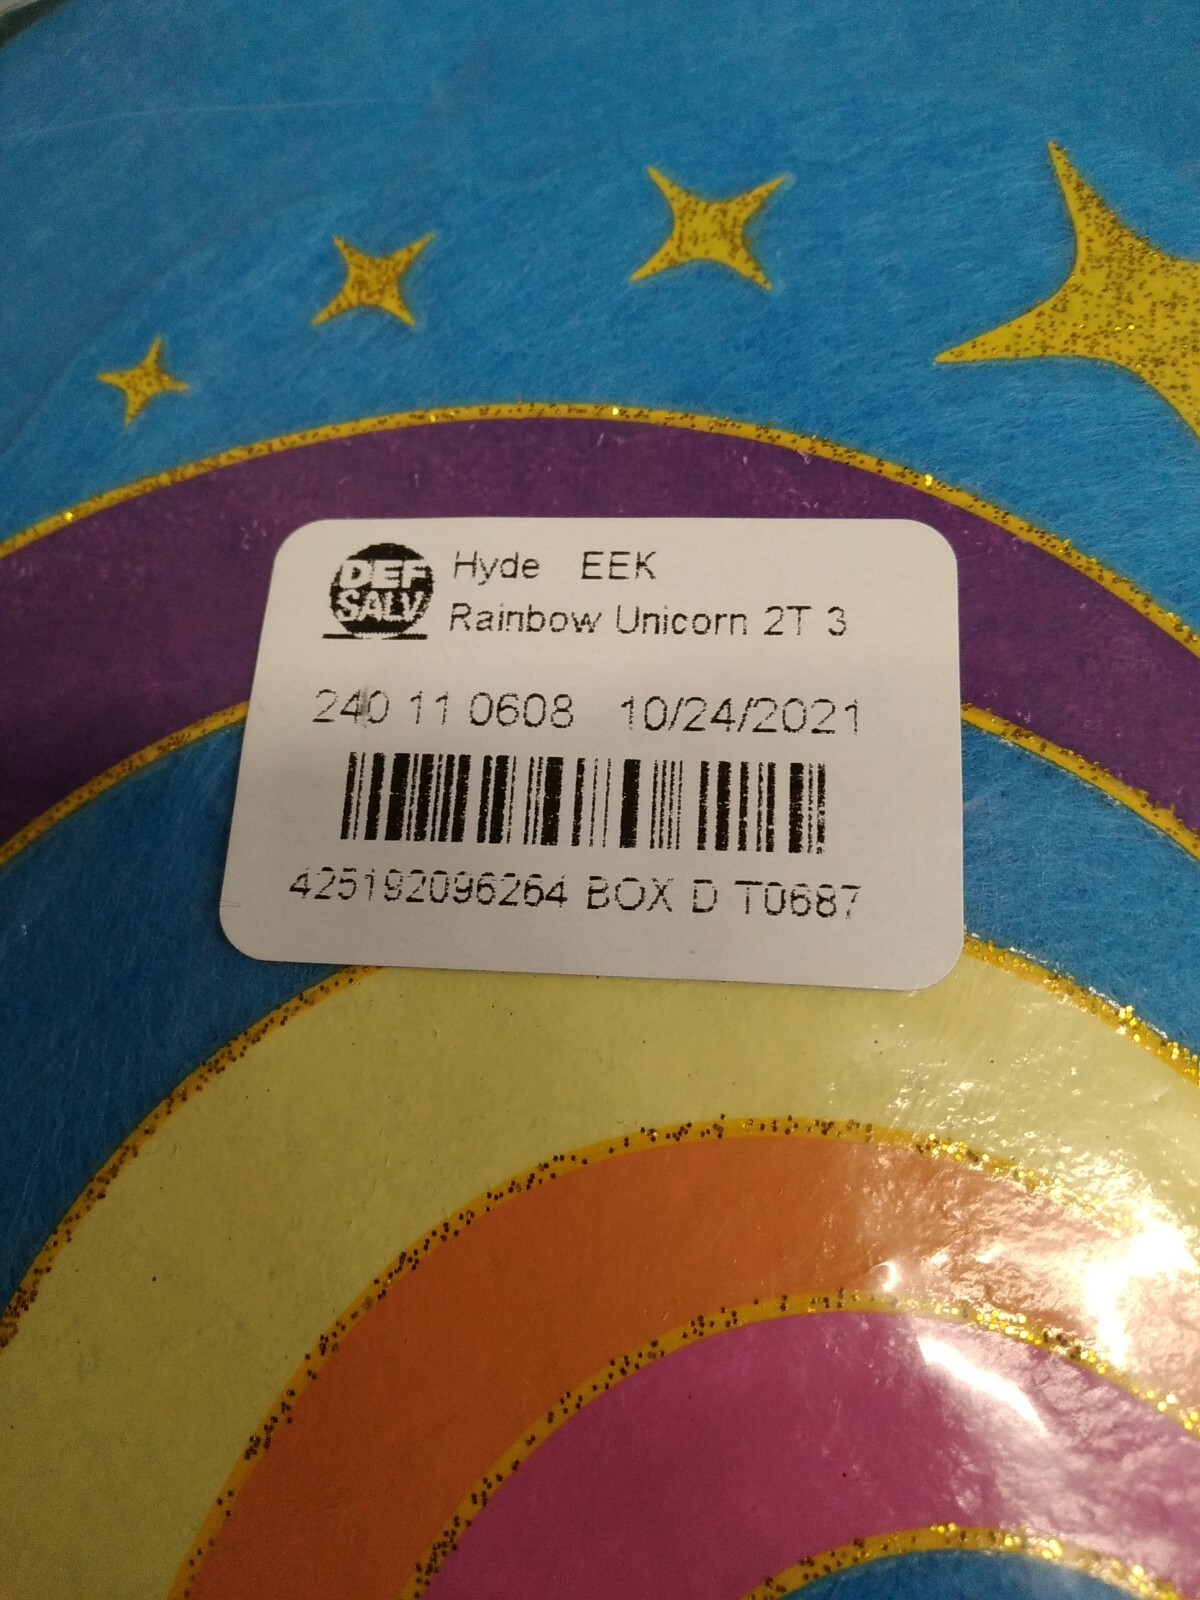 DEF
SALV
Hyde EEK
Rainbow Unicorn 2T 3
240 11 0608 10/24/2021
425192096264 BOX D T0687